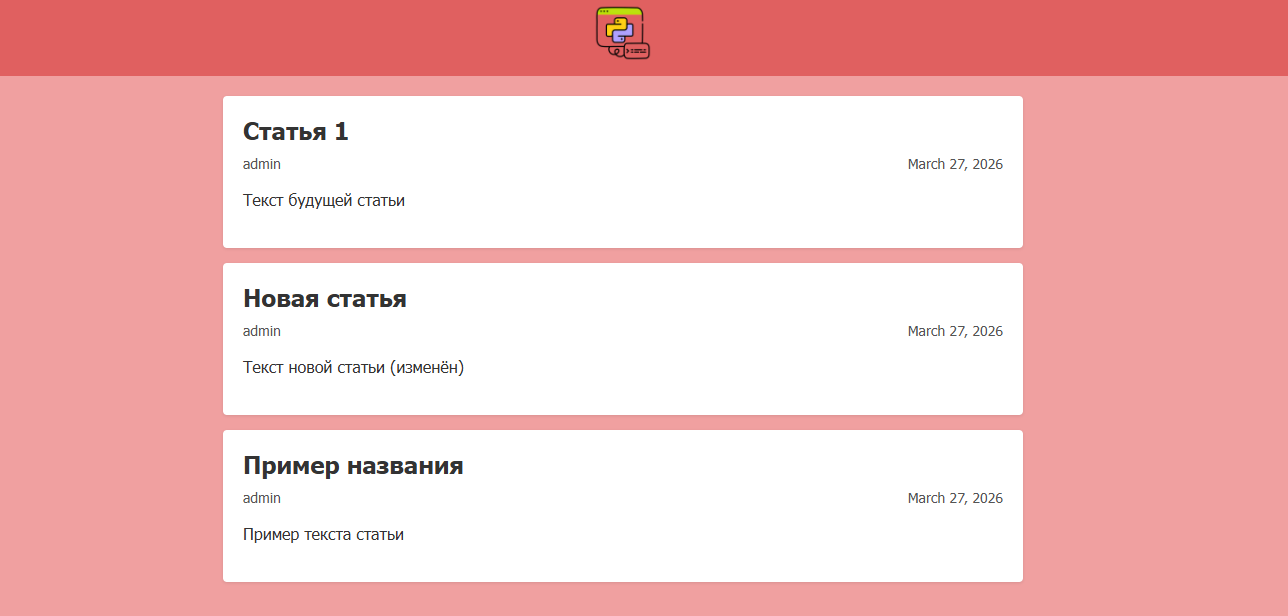 Статья 1
admin March 27, 2026
Текст будущей статьи
Новая статья
admin March 27, 2026
Текст новой статьи (изменён)
Пример названия
admin March 27, 2026
Пример текста статьи